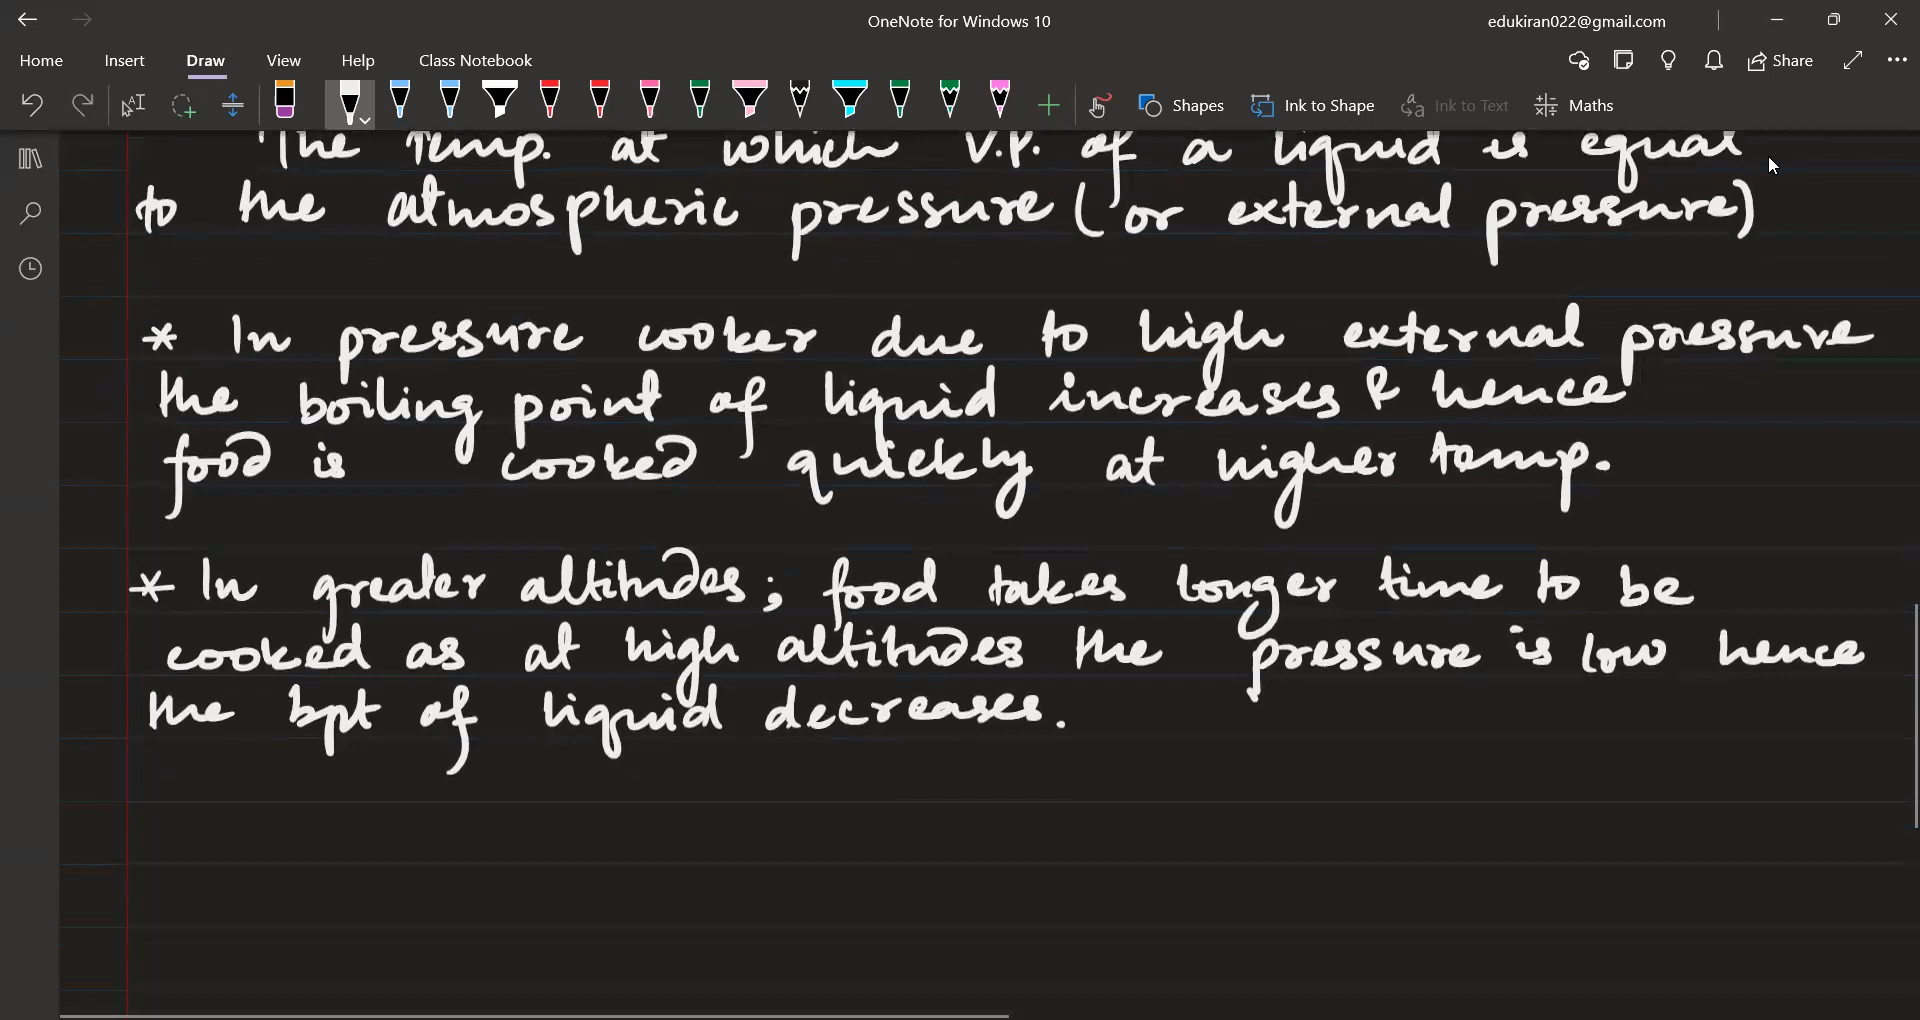 OneNote for Windows 10
edukiran022@gmail.com
Home Insert Draw View Help Class Notebook
Share
Shapes Ink to Shape Ink to Text Maths
"The Temp. at which V.P. of a liquid is equal
to the atmospheric pressure (or external pressure)
* In pressure cooker due to high external pressure
the boiling point of liquid increases & hence
food is cooked quickly at higher temp.
* In greater altitudes; food takes longer time to be
cooked as at high altitudes the pressure is low hence
the bpt of liquid decreases.